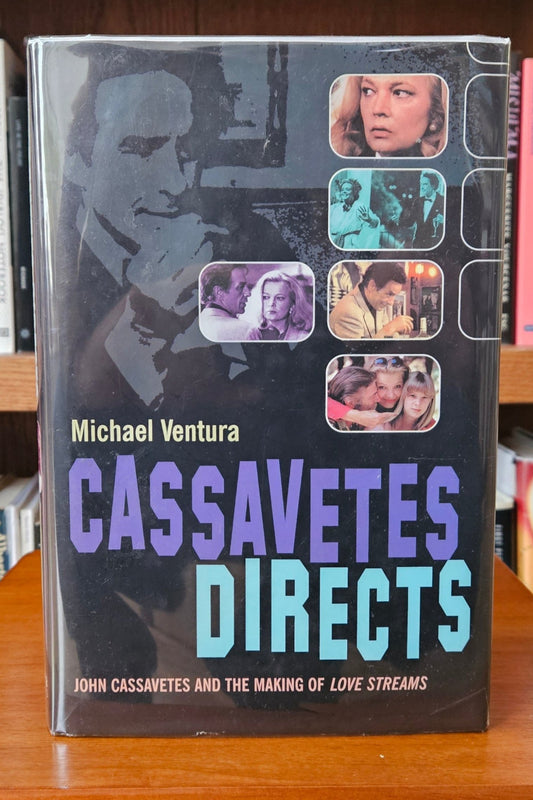 Michael Ventura
CASSAVETES
DIRECTS
JOHN CASSAVETES AND THE MAKING OF LOVE STREAMS